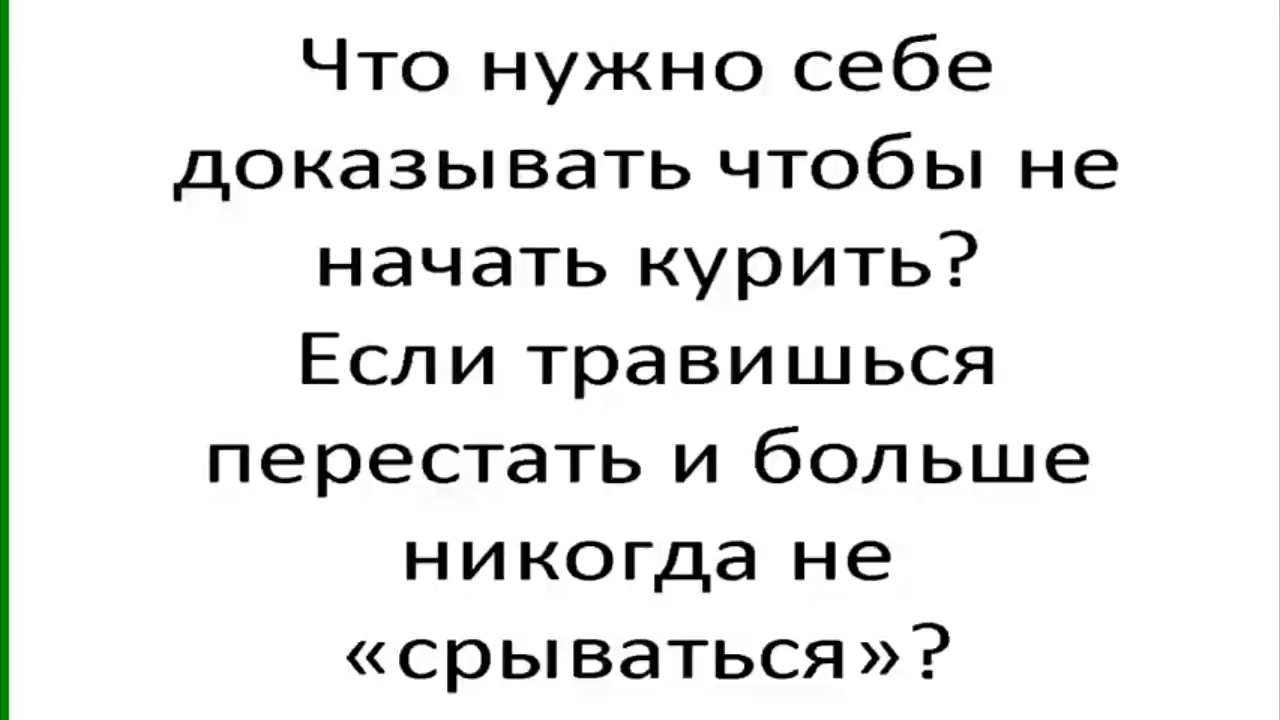 Что нужно себе
доказывать чтобы не
начать курить?
Если травишься
перестать и больше
никогда не
«срываться»?